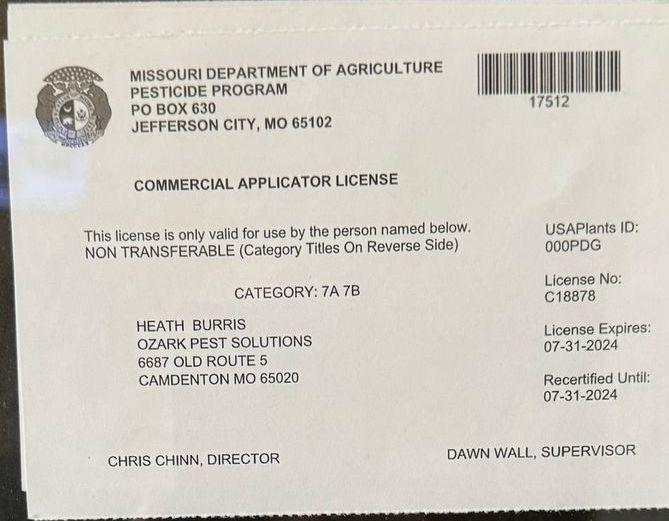 MISSOURI DEPARTMENT OF AGRICULTURE
PESTICIDE PROGRAM
PO BOX 630
JEFFERSON CITY, MO 65102
17512
COMMERCIAL APPLICATOR LICENSE
This license is only valid for use by the person named below.
NON TRANSFERABLE (Category Titles On Reverse Side)
USAPlants ID:
000PDG
CATEGORY: 7A 7B
License No:
C18878
HEATH BURRIS
OZARK PEST SOLUTIONS
6687 OLD ROUTE 5
CAMDENTON MO 65020
License Expires:
07-31-2024
Recertified Until:
07-31-2024
CHRIS CHINN, DIRECTOR
DAWN WALL, SUPERVISOR